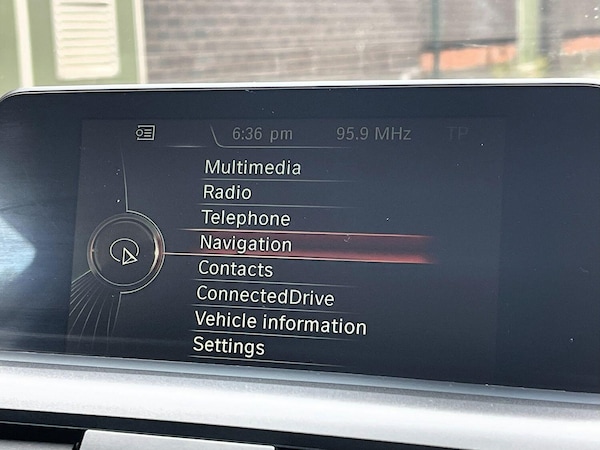 6:36 pm 95.9 MHz TP
Multimedia
Radio
Telephone
Navigation
Contacts
ConnectedDrive
Vehicle information
Settings